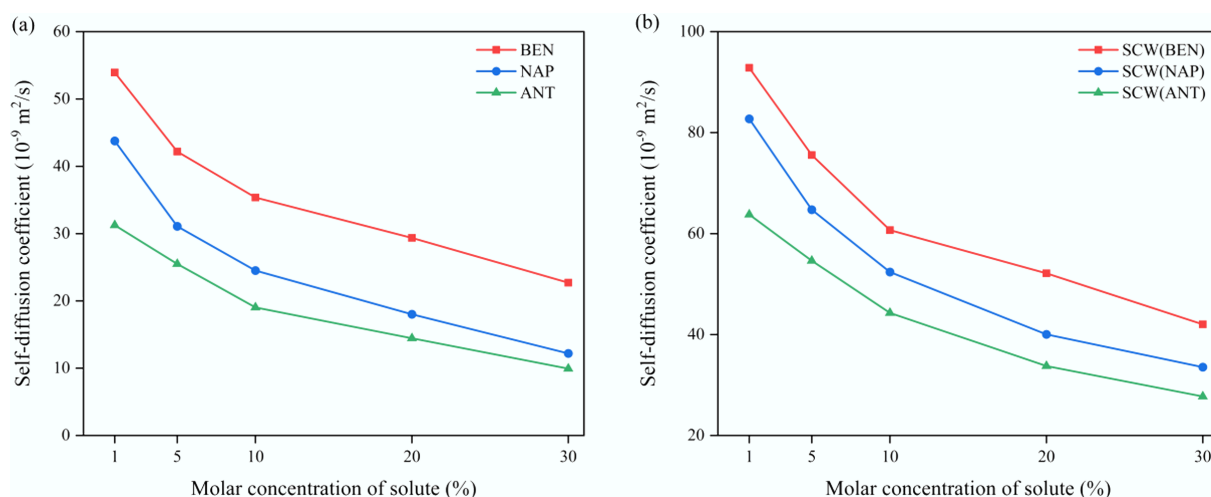 (a)
60
50
40
30
20
10
0
Self-diffusion coefficient (10⁻⁹ m²/s)
BEN
NAP
ANT
1 5 10 20 30
Molar concentration of solute (%)
(b)
100
80
60
40
20
Self-diffusion coefficient (10⁻⁹ m²/s)
SCW(BEN)
SCW(NAP)
SCW(ANT)
1 5 10 20 30
Molar concentration of solute (%)